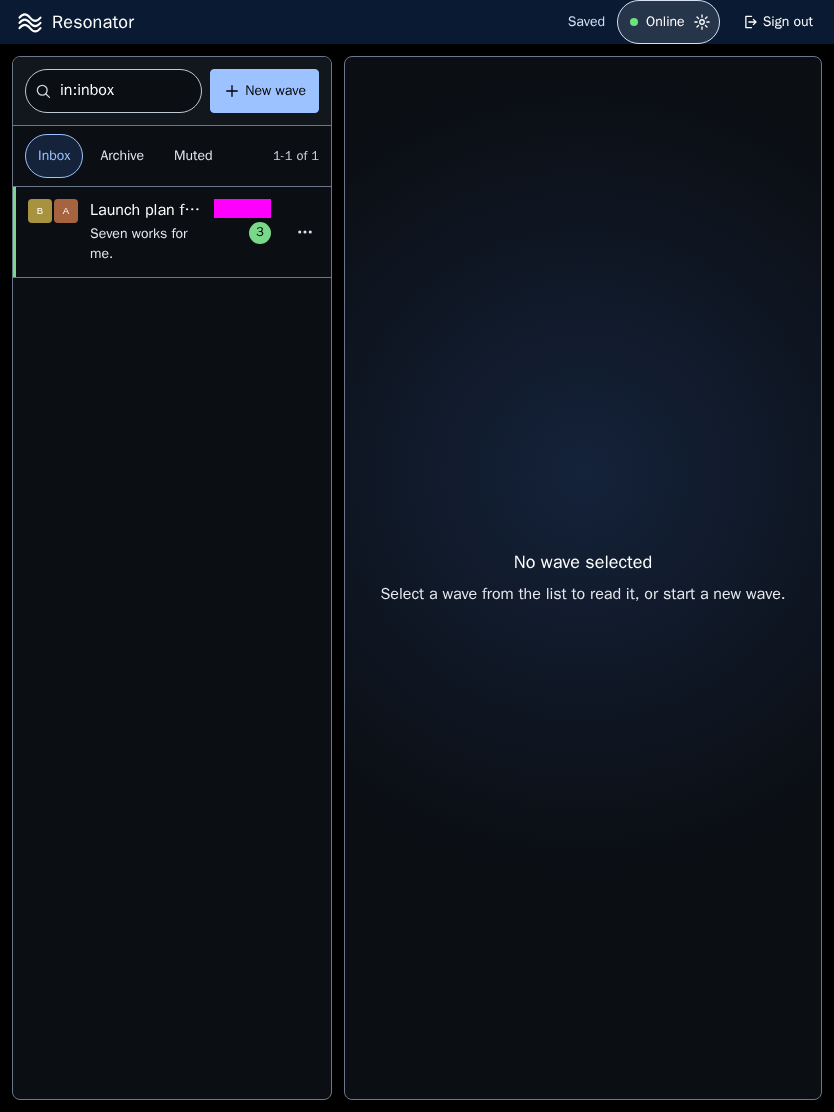 Resonator
Saved
Online
Sign out
in:inbox
New wave
Inbox
Archive
Muted
1-1 of 1
B
A
Launch plan f…
Seven works for
me.
3
No wave selected
Select a wave from the list to read it, or start a new wave.